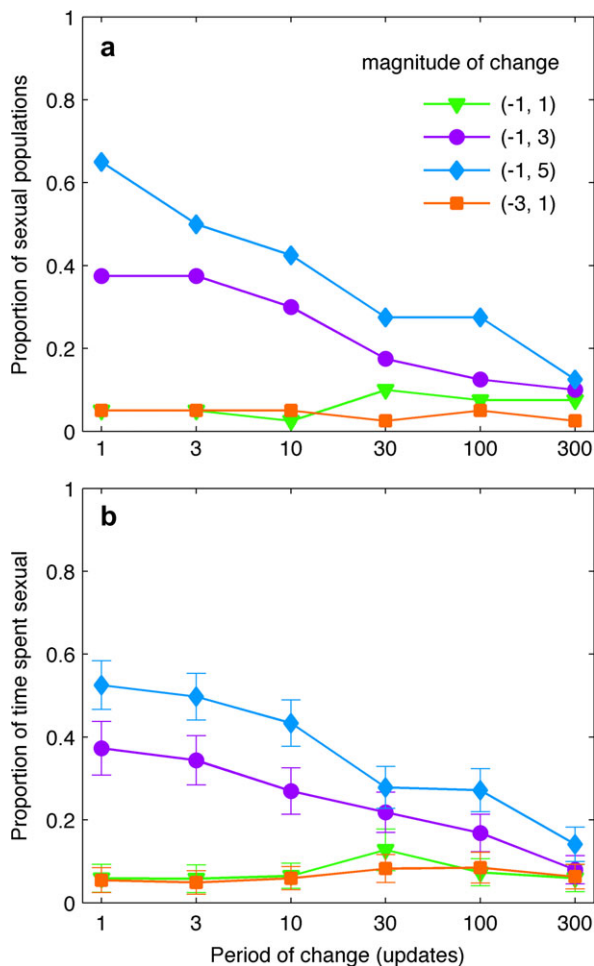 a
magnitude of change
(-1, 1)
(-1, 3)
(-1, 5)
(-3, 1)
Proportion of sexual populations
1
0.8
0.6
0.4
0.2
0
1 3 10 30 100 300
b
Proportion of time spent sexual
1
0.8
0.6
0.4
0.2
0
1 3 10 30 100 300
Period of change (updates)